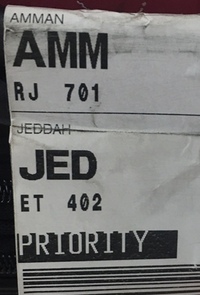 AMMAN
AMM
RJ 701
JEDDAH
JED
ET 402
PRIORITY